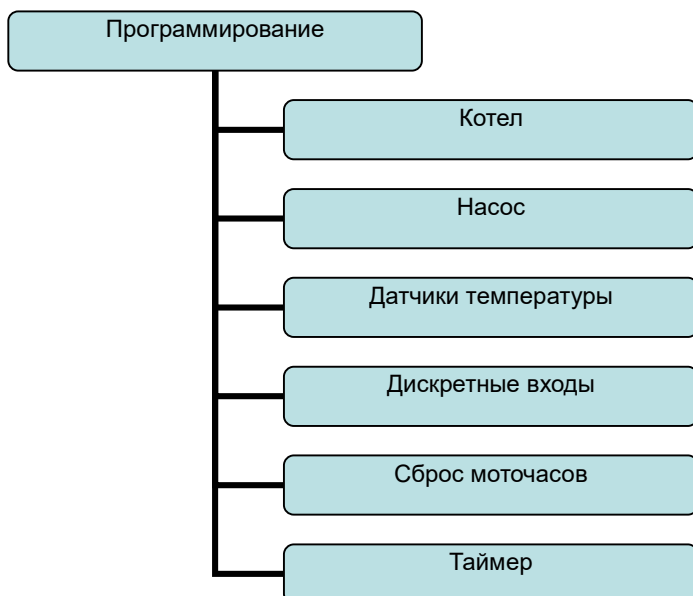 Программирование
Котел
Насос
Датчики температуры
Дискретные входы
Сброс моточасов
Таймер